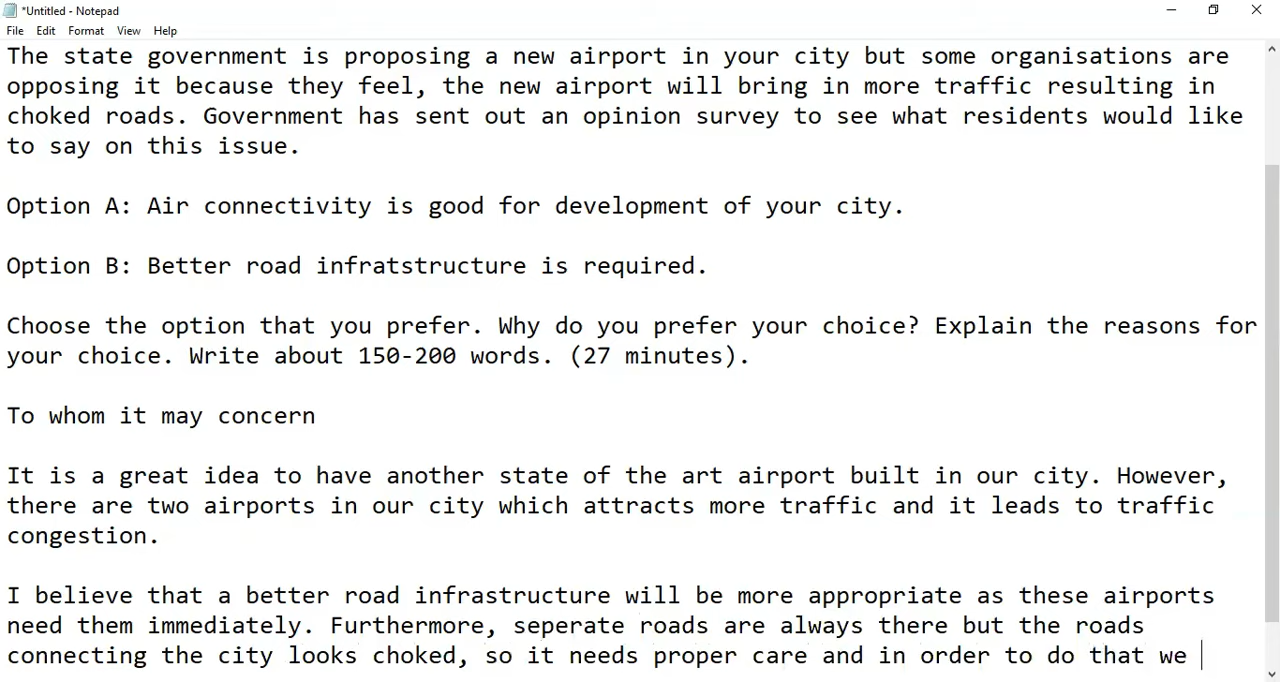 *Untitled - Notepad
File Edit Format View Help
The state government is proposing a new airport in your city but some organisations are
opposing it because they feel, the new airport will bring in more traffic resulting in
choked roads. Government has sent out an opinion survey to see what residents would like
to say on this issue.
Option A: Air connectivity is good for development of your city.
Option B: Better road infratstructure is required.
Choose the option that you prefer. Why do you prefer your choice? Explain the reasons for
your choice. Write about 150-200 words. (27 minutes).
To whom it may concern
It is a great idea to have another state of the art airport built in our city. However,
there are two airports in our city which attracts more traffic and it leads to traffic
congestion.
I believe that a better road infrastructure will be more appropriate as these airports
need them immediately. Furthermore, seperate roads are always there but the roads
connecting the city looks choked, so it needs proper care and in order to do that we